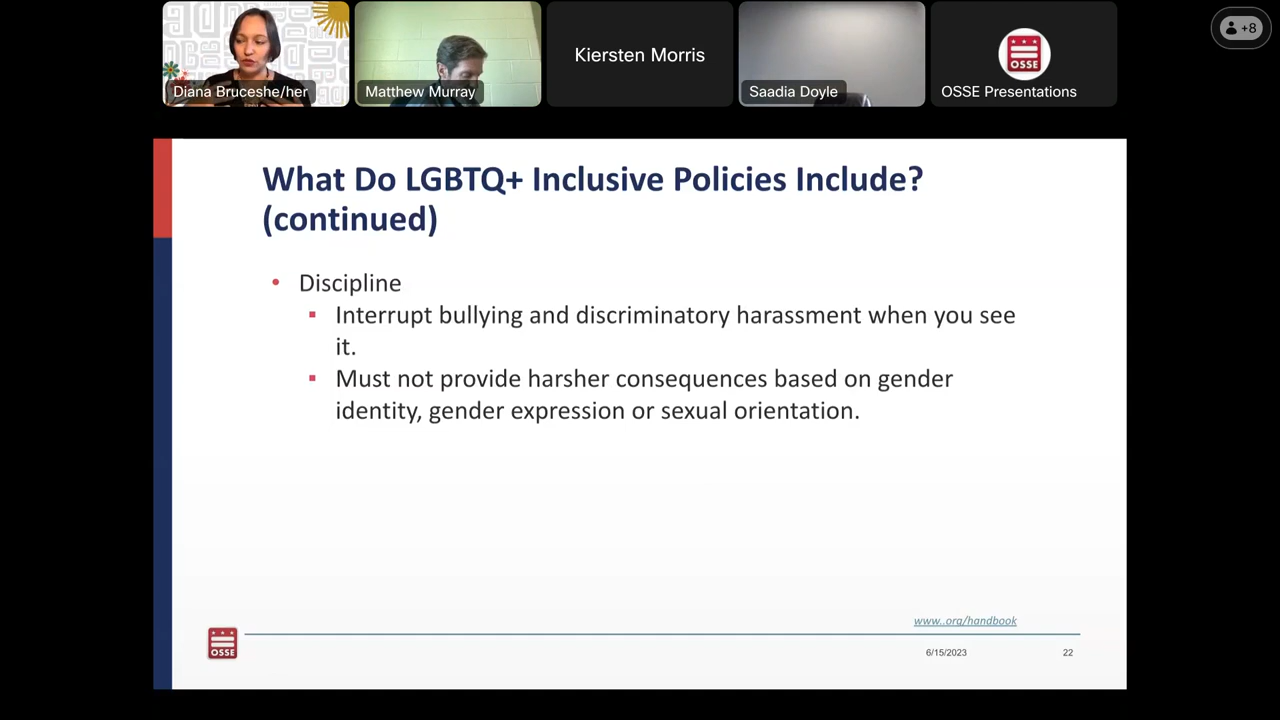 Diana Bruceshe/her
Matthew Murray
Kiersten Morris
Saadia Doyle
OSSE
OSSE Presentations
+8
What Do LGBTQ+ Inclusive Policies Include?
(continued)
• Discipline
▪ Interrupt bullying and discriminatory harassment when you see
it.
▪ Must not provide harsher consequences based on gender
identity, gender expression or sexual orientation.
www..org/handbook
OSSE
6/15/2023
22